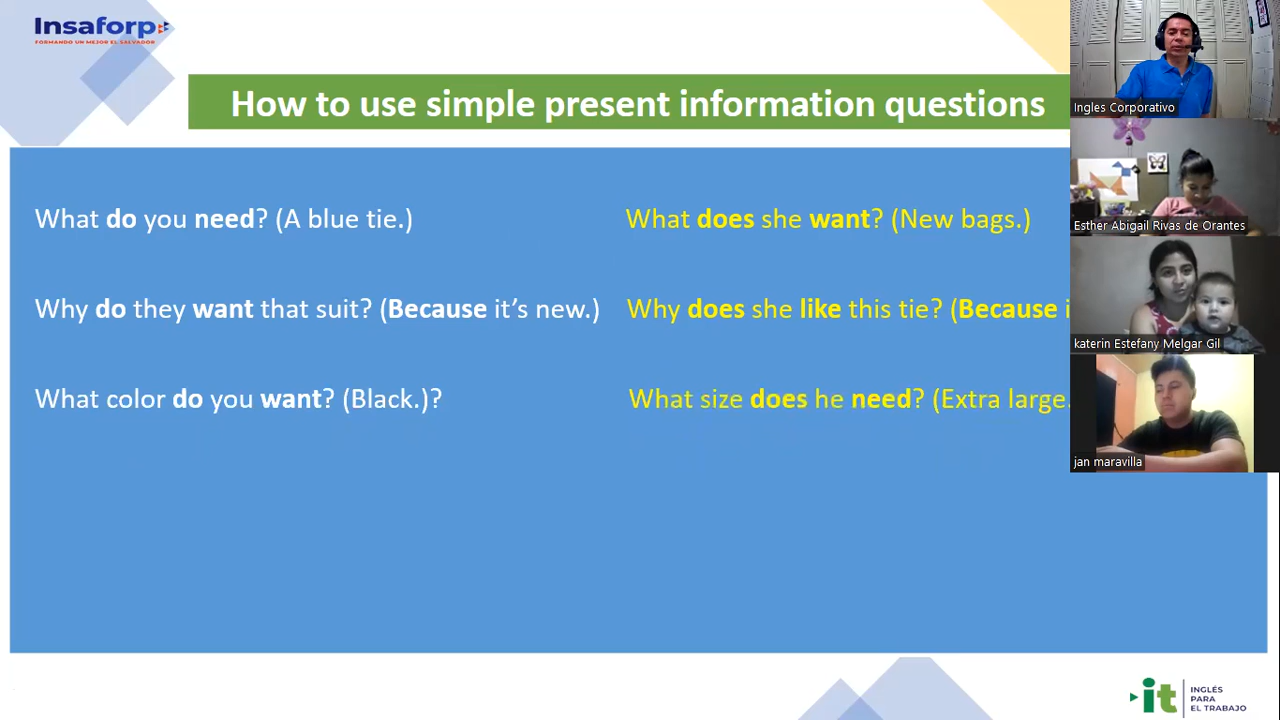 Insaforp
FORMANDO UN MEJOR EL SALVADOR
How to use simple present information questions
What do you need? (A blue tie.)
Why do they want that suit? (Because it's new.)
What color do you want? (Black.)?
What does she want? (New bags.)
Why does she like this tie? (Because i
What size does he need? (Extra large.
Ingles Corporativo
Esther Abigail Rivas de Orantes
katerin Estefany Melgar Gil
jan maravilla
it
INGLÉS
PARA
EL TRABAJO